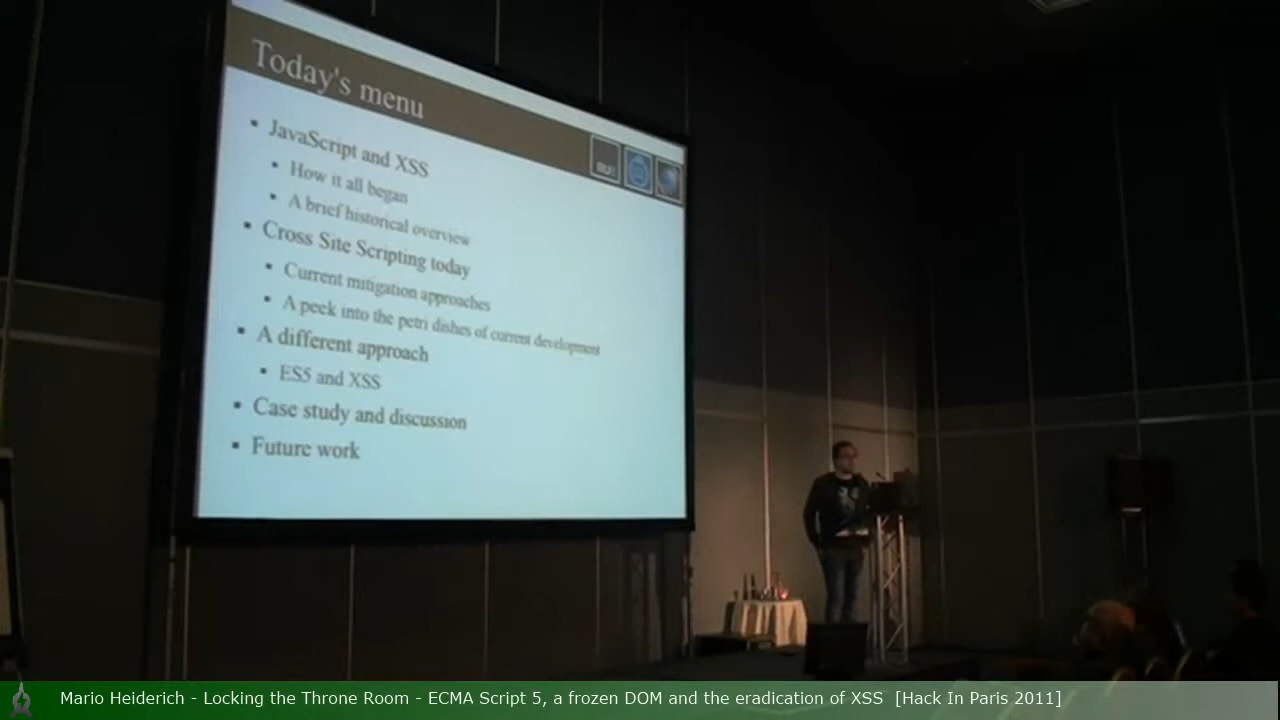 Today's menu
JavaScript and XSS
How it all began
A brief historical overview
Cross Site Scripting today
Current mitigation approaches
A peek into the petri dishes of current development
A different approach
ES5 and XSS
Case study and discussion
Future work
Mario Heiderich - Locking the Throne Room - ECMA Script 5, a frozen DOM and the eradication of XSS [Hack In Paris 2011]